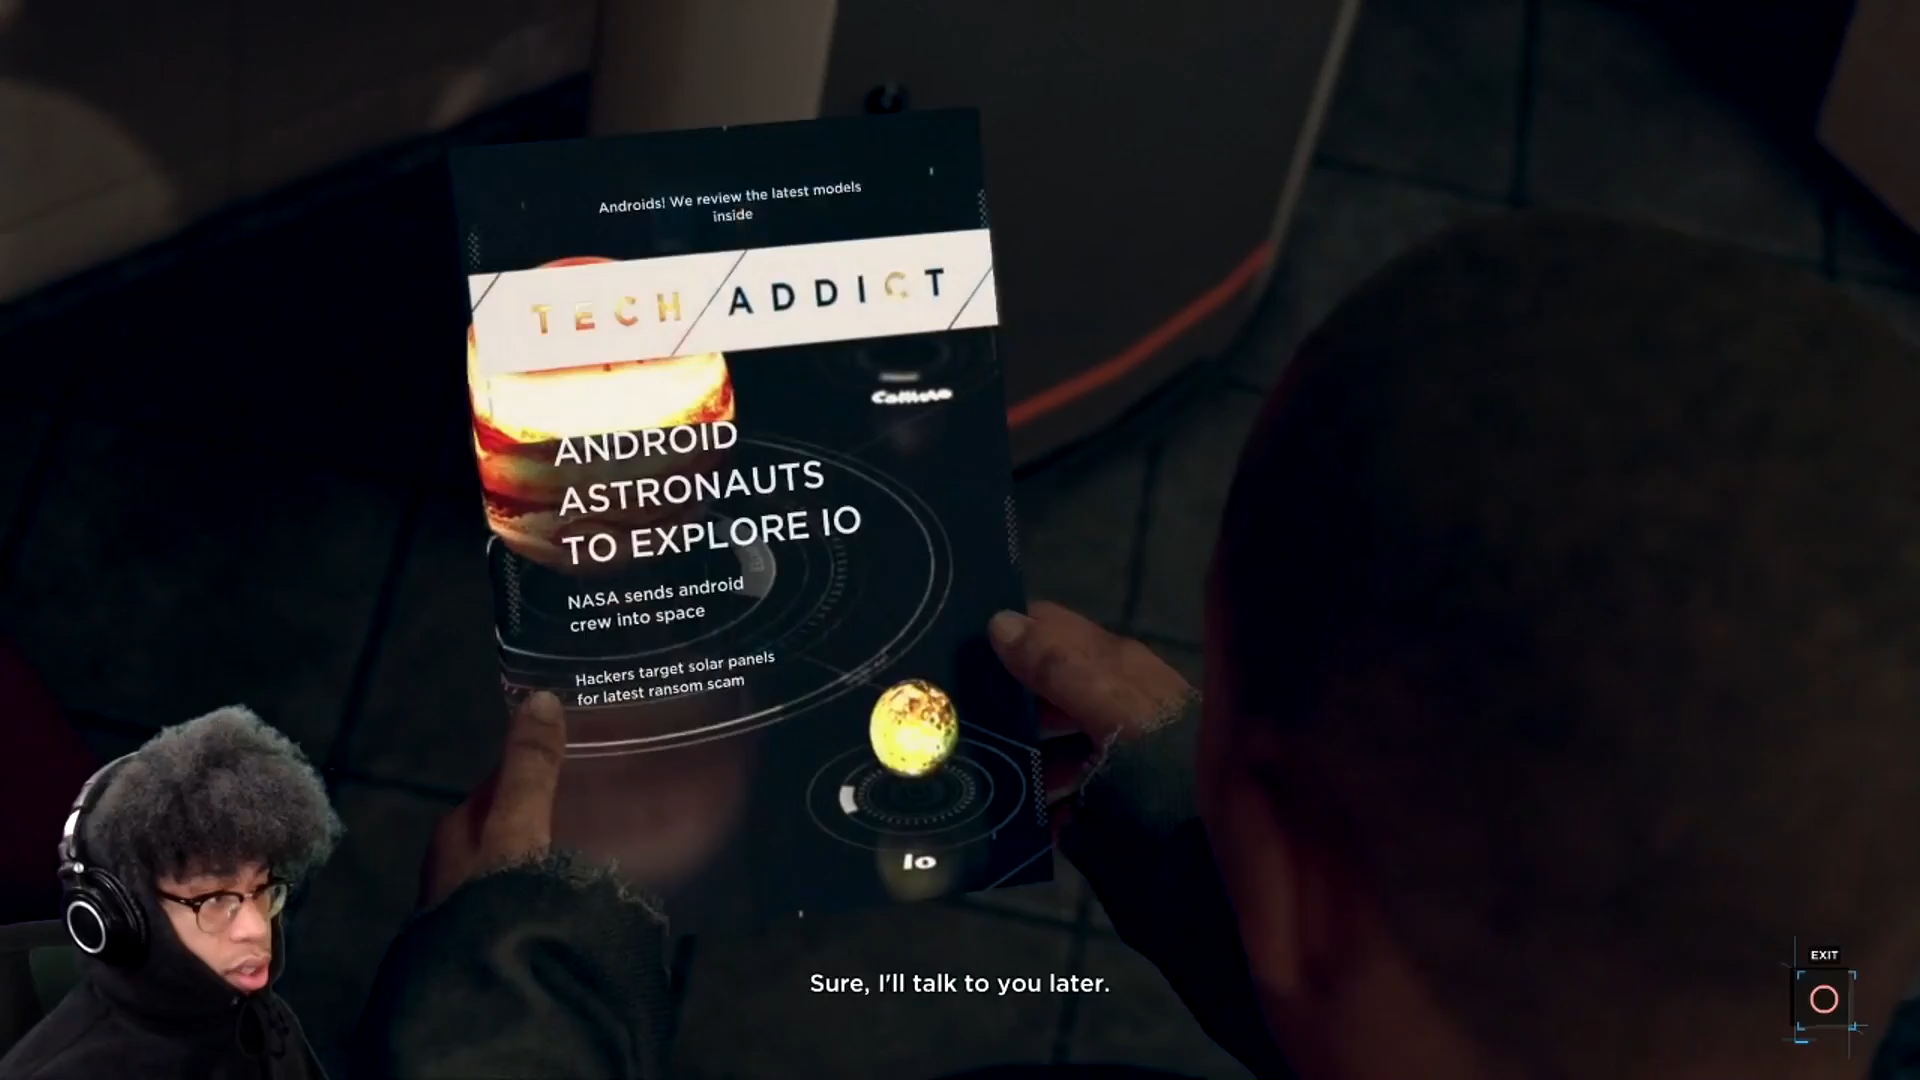 Androids! We review the latest models
inside
TECH ADDICT
ANDROID
ASTRONAUTS
TO EXPLORE IO
NASA sends android
crew into space
Hackers target solar panels
for latest ransom scam
Io
Sure, I'll talk to you later.
EXIT